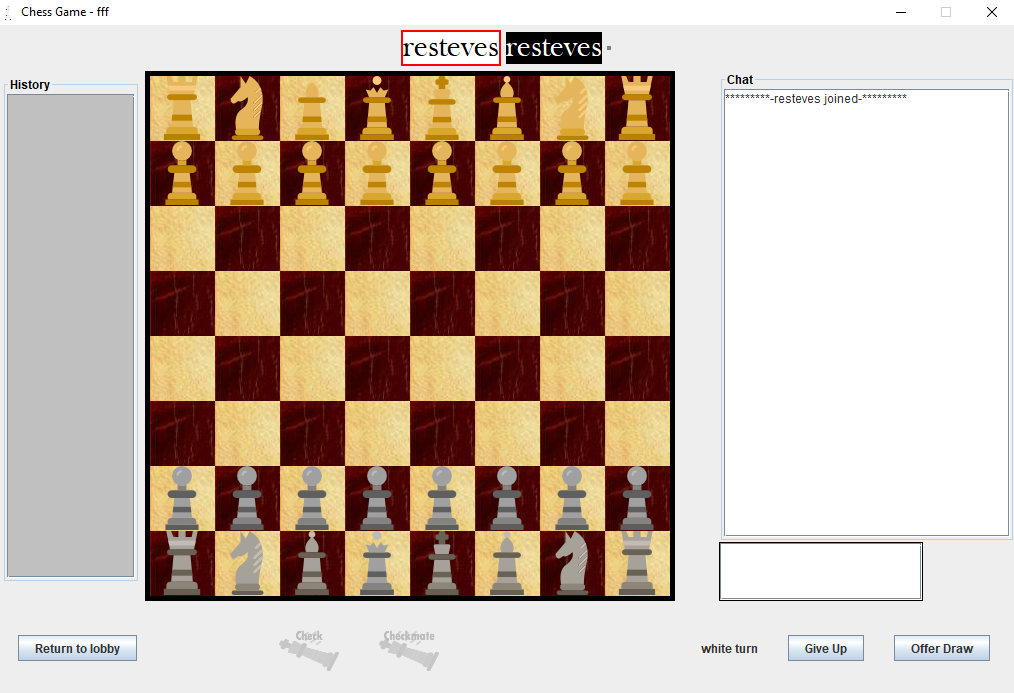 Chess Game - fff
resteves resteves
History
Chat
*********-resteves joined-*********
Check
Checkmate
Return to lobby
white turn
Give Up
Offer Draw